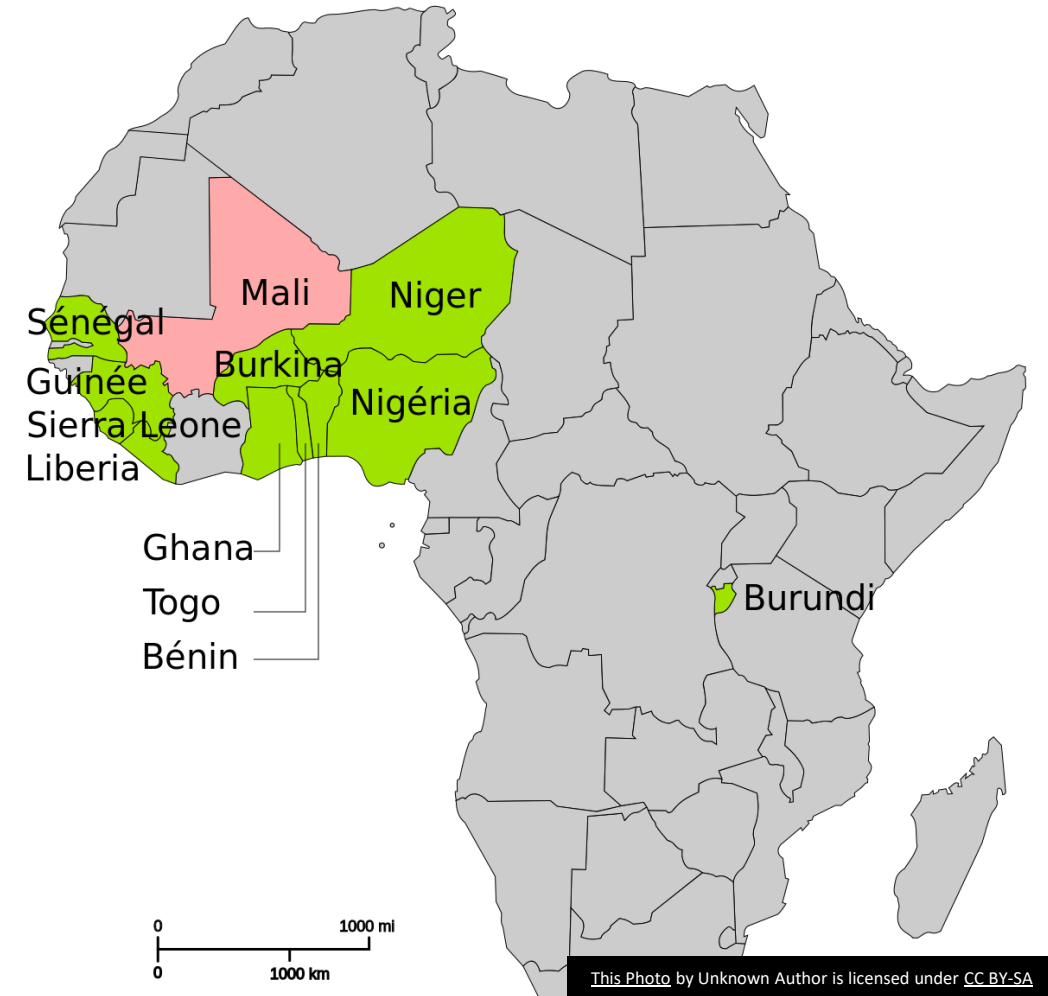 Mali
Niger
Sénégal
Burkina
Guinée
Nigéria
Sierra Leone
Liberia
Ghana
Togo
Burundi
Bénin
0 1000 mi
0 1000 km
This Photo by Unknown Author is licensed under CC BY-SA